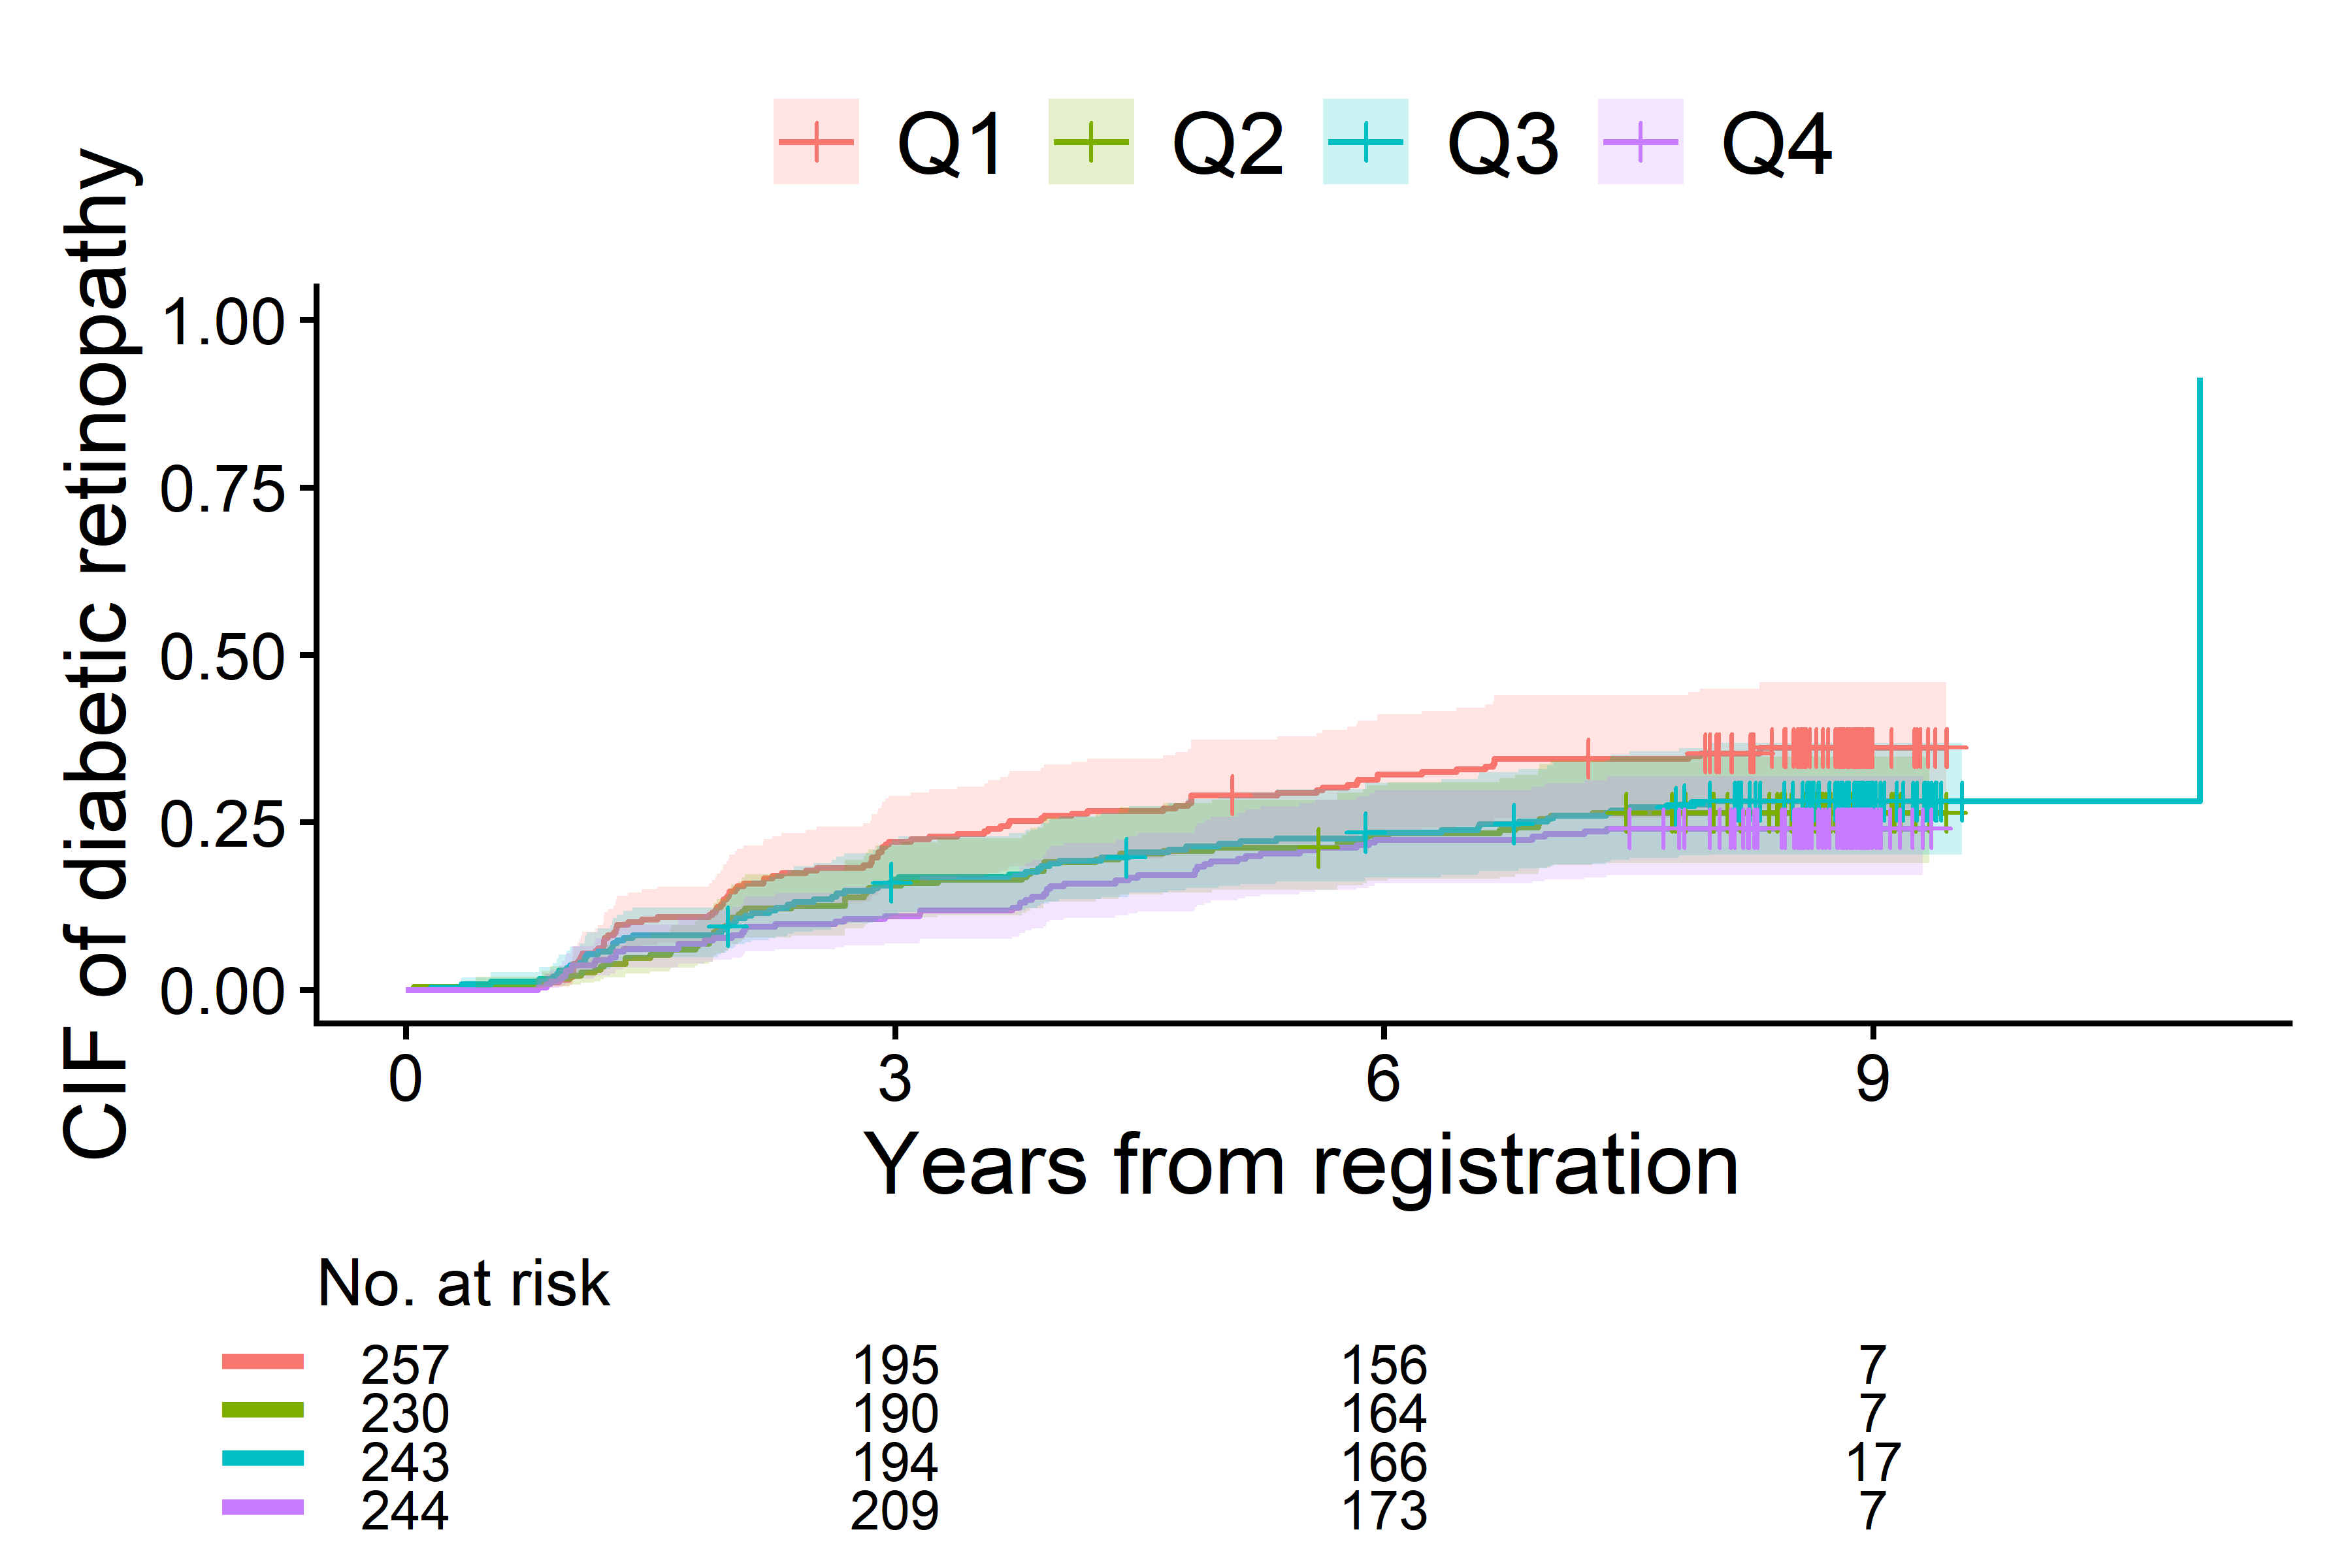 Q1 Q2 Q3 Q4
CIF of diabetic retinopathy
1.00
0.75
0.50
0.25
0.00
0 3 6 9
Years from registration
No. at risk
257 195 156 7
230 190 164 7
243 194 166 17
244 209 173 7